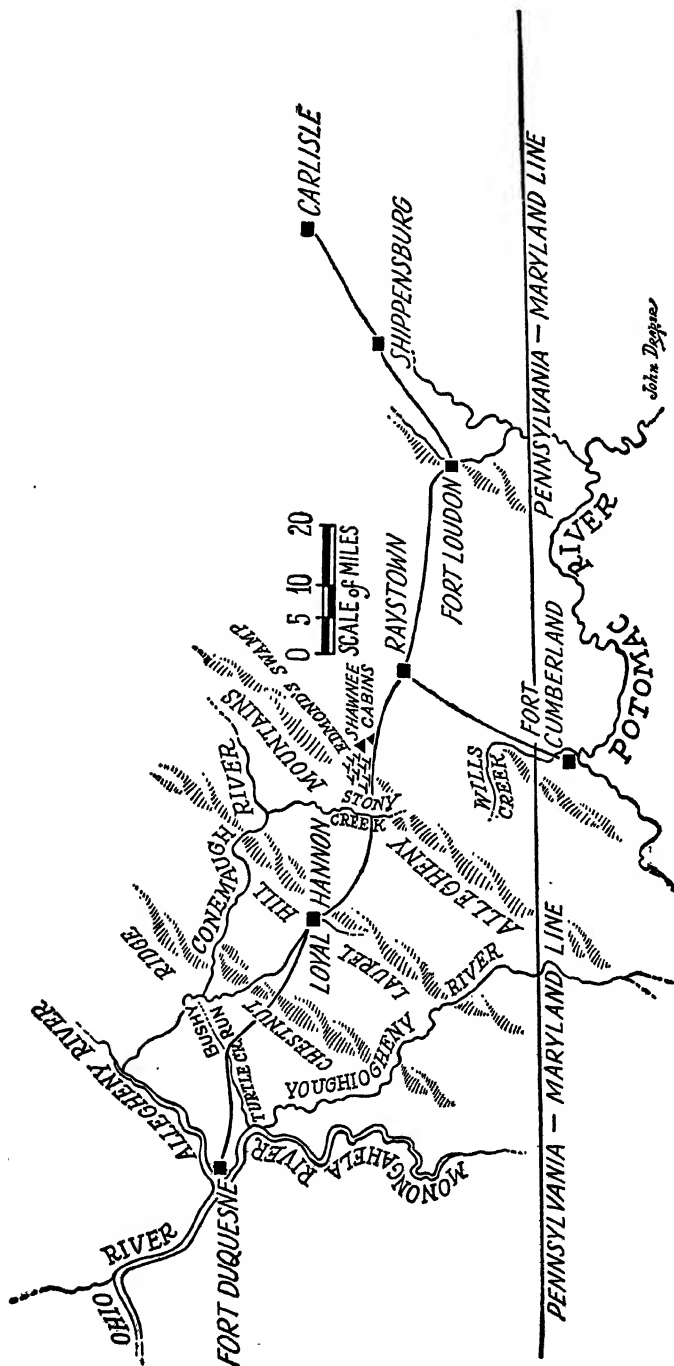 CARLISLE
SHIPPENSBURG
FORT LOUDON
RAYSTOWN
0 5 10 20
SCALE of MILES
EDMONDS SWAMP
SHAWNEE
CABINS
ALLEGHENY
MOUNTAINS
STONY
CREEK
CONEMAUGH RIVER
LOYAL HANNON
LAUREL HILL
CHESTNUT RIDGE
BUSHY
RUN
TURTLE CK.
YOUGHIOGHENY RIVER
ALLEGHENY RIVER
MONONGAHELA
RIVER
FORT DUQUESNE
OHIO RIVER
WILLS
CREEK
FORT
CUMBERLAND
POTOMAC RIVER
PENNSYLVANIA — MARYLAND LINE
PENNSYLVANIA — MARYLAND LINE
John Draper